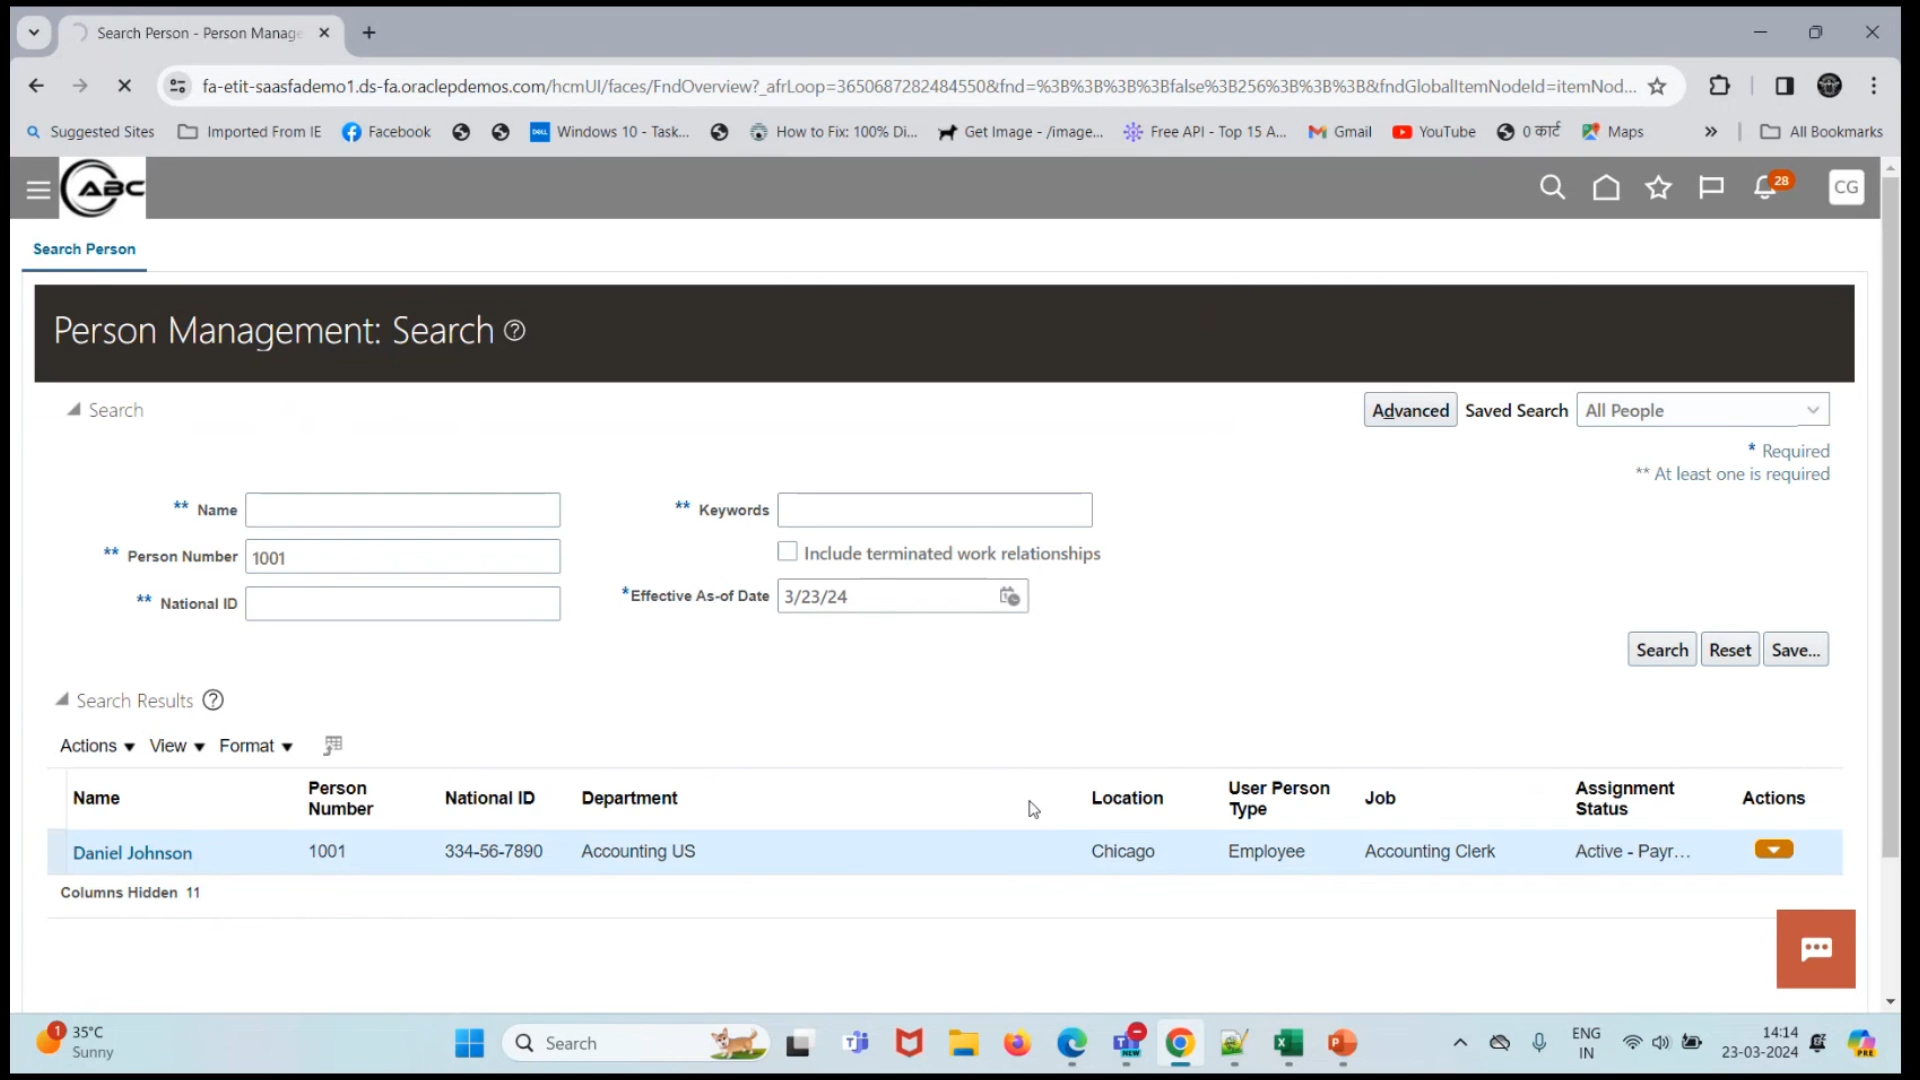 Search Person - Person Manage
fa-etit-saasfademo1.ds-fa.oraclepdemos.com/hcmUI/faces/FndOverview?_afrLoop=3650687282484550&fnd=%3B%3B%3B%3Bfalse%3B256%3B%3B%3B&fndGlobalItemNodeId=itemNod...
Suggested Sites Imported From IE Facebook DELL Windows 10 - Task... How to Fix: 100% Di... Get Image - /image... Free API - Top 15 A... Gmail YouTube 0 कार्ट Maps » All Bookmarks
ABC 28 CG
Search Person
Person Management: Search ?
Search Advanced Saved Search All People
* Required
** At least one is required
** Name ** Keywords
** Person Number 1001 Include terminated work relationships
** National ID *Effective As-of Date 3/23/24
Search Reset Save...
Search Results ?
Actions View Format
Name Person Number National ID Department Location User Person Type Job Assignment Status Actions
Daniel Johnson 1001 334-56-7890 Accounting US Chicago Employee Accounting Clerk Active - Payr...
Columns Hidden 11
1 35°C Sunny Search NEW ENG IN 14:14 23-03-2024 PRE